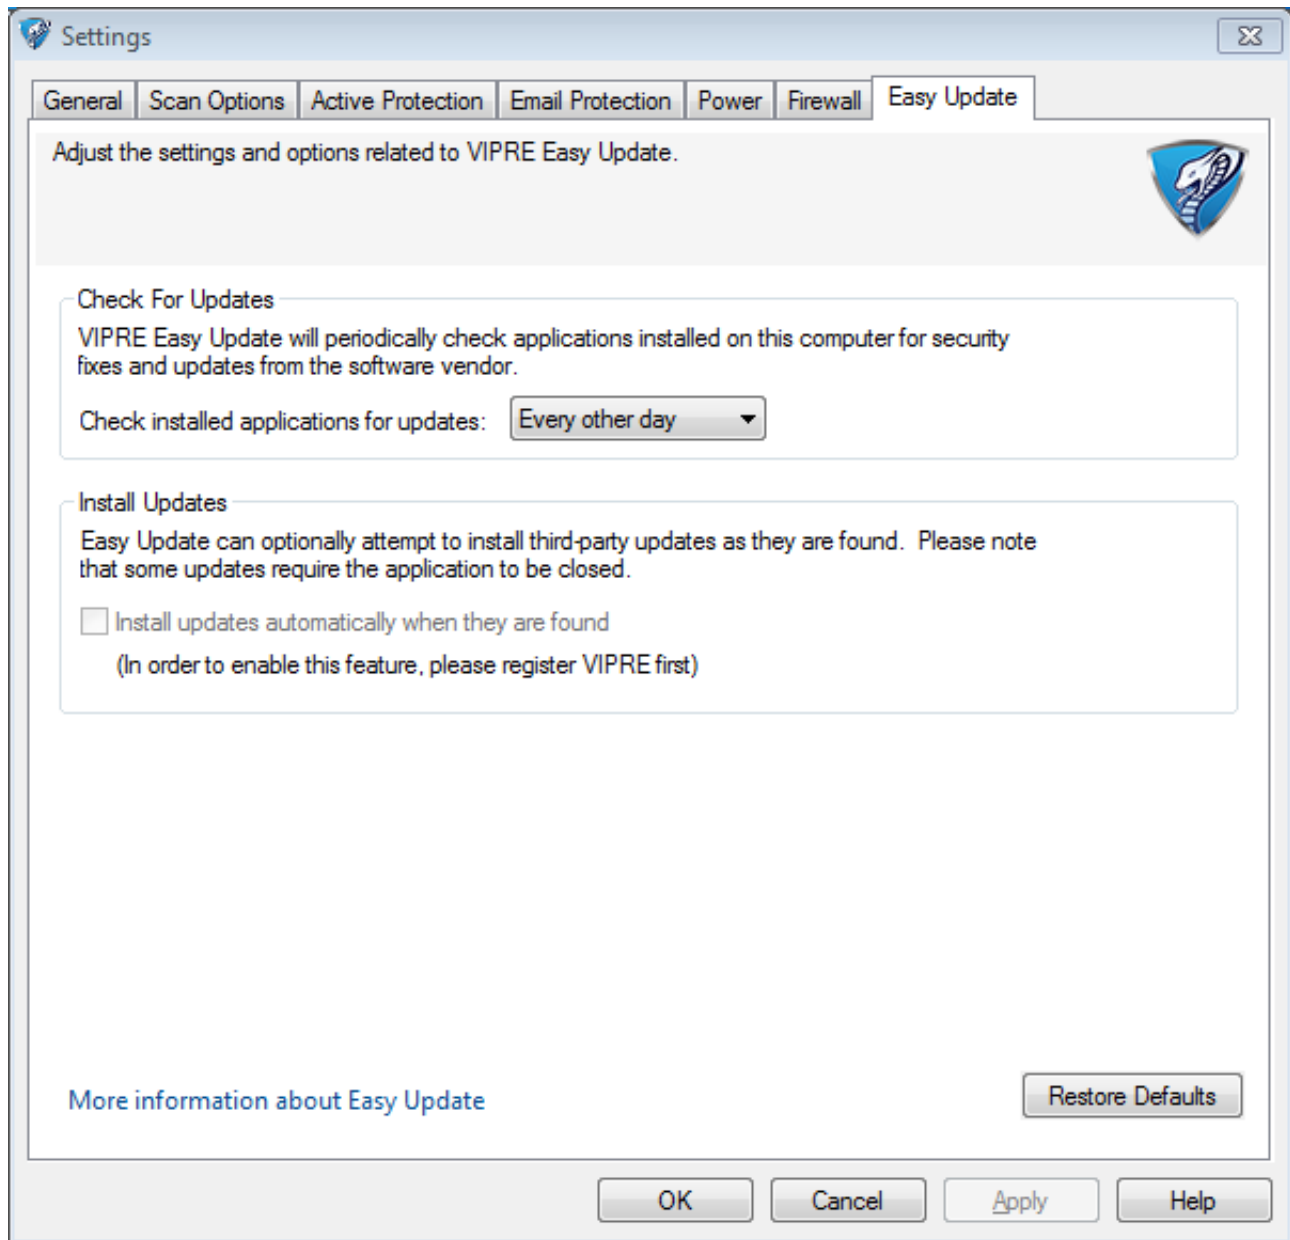 Settings
General Scan Options Active Protection Email Protection Power Firewall Easy Update
Adjust the settings and options related to VIPRE Easy Update.
Check For Updates
VIPRE Easy Update will periodically check applications installed on this computer for security
fixes and updates from the software vendor.
Check installed applications for updates: Every other day
Install Updates
Easy Update can optionally attempt to install third-party updates as they are found. Please note
that some updates require the application to be closed.
Install updates automatically when they are found
(In order to enable this feature, please register VIPRE first)
More information about Easy Update
Restore Defaults
OK Cancel Apply Help